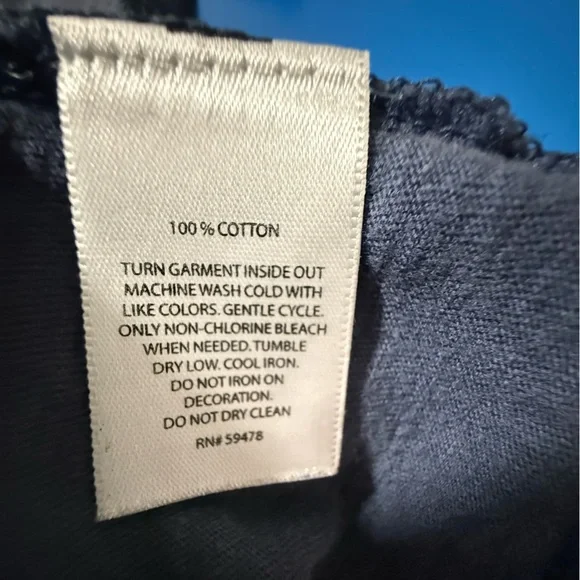 100 % COTTON
TURN GARMENT INSIDE OUT
MACHINE WASH COLD WITH
LIKE COLORS. GENTLE CYCLE.
ONLY NON-CHLORINE BLEACH
WHEN NEEDED. TUMBLE
DRY LOW. COOL IRON.
DO NOT IRON ON
DECORATION.
DO NOT DRY CLEAN
RN# 59478